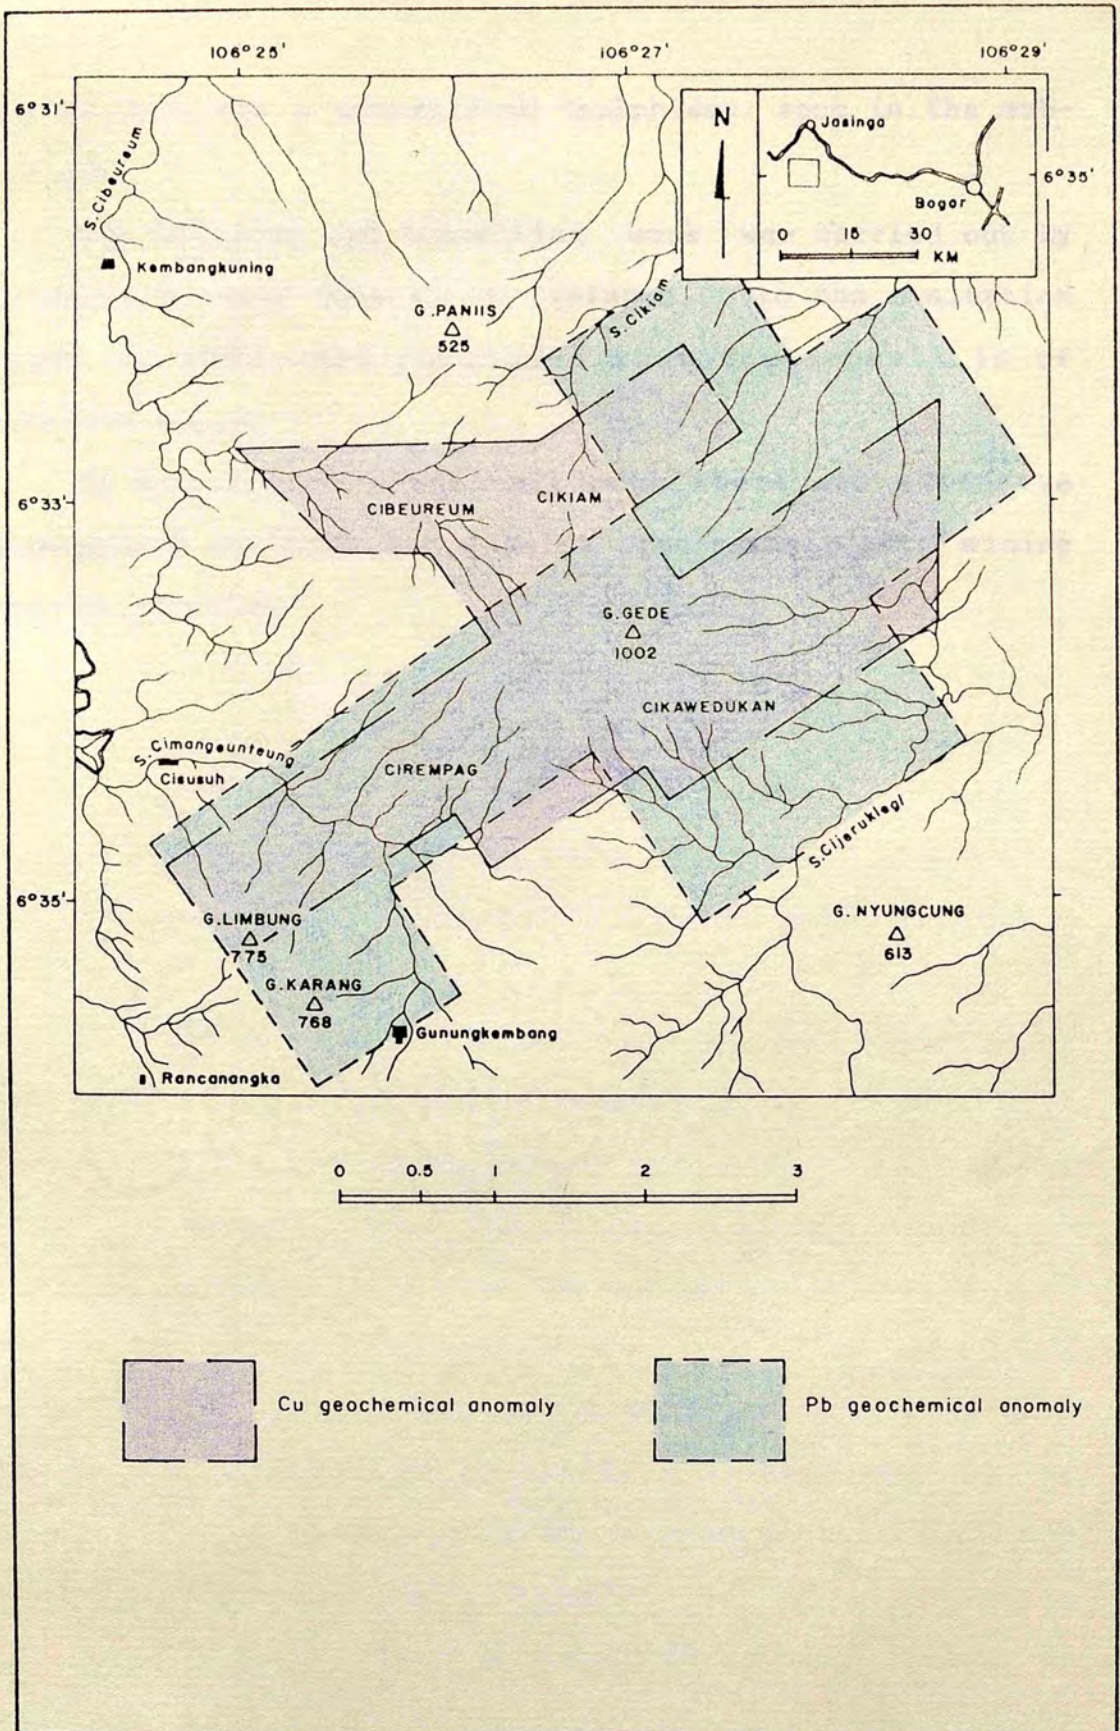 106° 25' 106° 27' 106° 29'
6° 31'
N
Jasinga
Bogor
0 15 30
KM
6° 35'
S. Cibeureum
Kembangkuning
G. PANIIS
525
S. Cikiam
6° 33'
CIBEUREUM
CIKIAM
G. GEDE
1002
CIKAWEDUKAN
S. Cimangeunteung
Cisusuh
CIREMPAG
S. Cijeruklegi
6° 35'
G. LIMBUNG
775
G. NYUNGCUNG
613
G. KARANG
768
Gunungkembang
Rancanangka
0 0.5 1 2 3
Cu geochemical anomaly
Pb geochemical anomaly